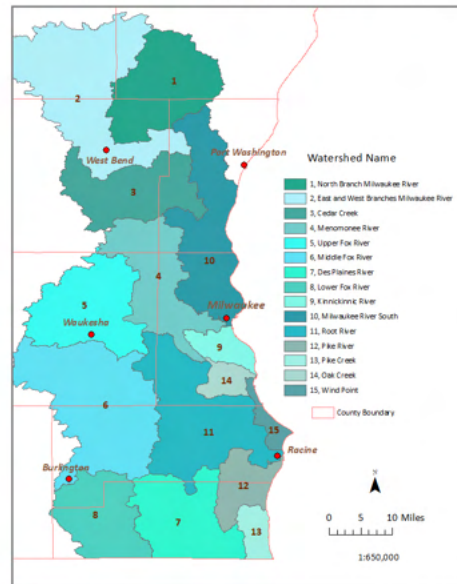 1
2
West Bend
Port Washington
3
10
4
Milwaukee
5
Waukesha
9
14
6
15
11
Racine
Burlington
12
8
7
13
Watershed Name
1, North Branch Milwaukee River
2, East and West Branches Milwaukee River
3, Cedar Creek
4, Menomonee River
5, Upper Fox River
6, Middle Fox River
7, Des Plaines River
8, Lower Fox River
9, Kinnickinnic River
10, Milwaukee River South
11, Root River
12, Pike River
13, Pike Creek
14, Oak Creek
15, Wind Point
County Boundary
N
0 5 10 Miles
1:650,000